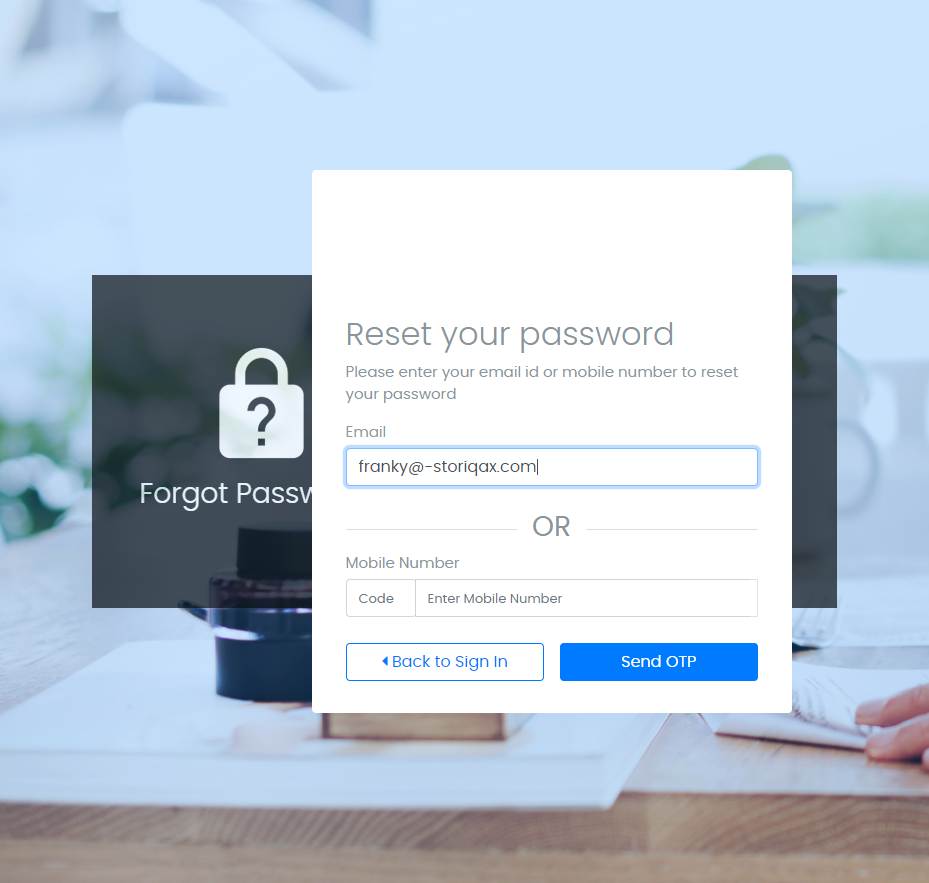 Forgot Passw
Reset your password
Please enter your email id or mobile number to reset
your password
Email
franky@-storiqax.com
OR
Mobile Number
Code Enter Mobile Number
Back to Sign In Send OTP